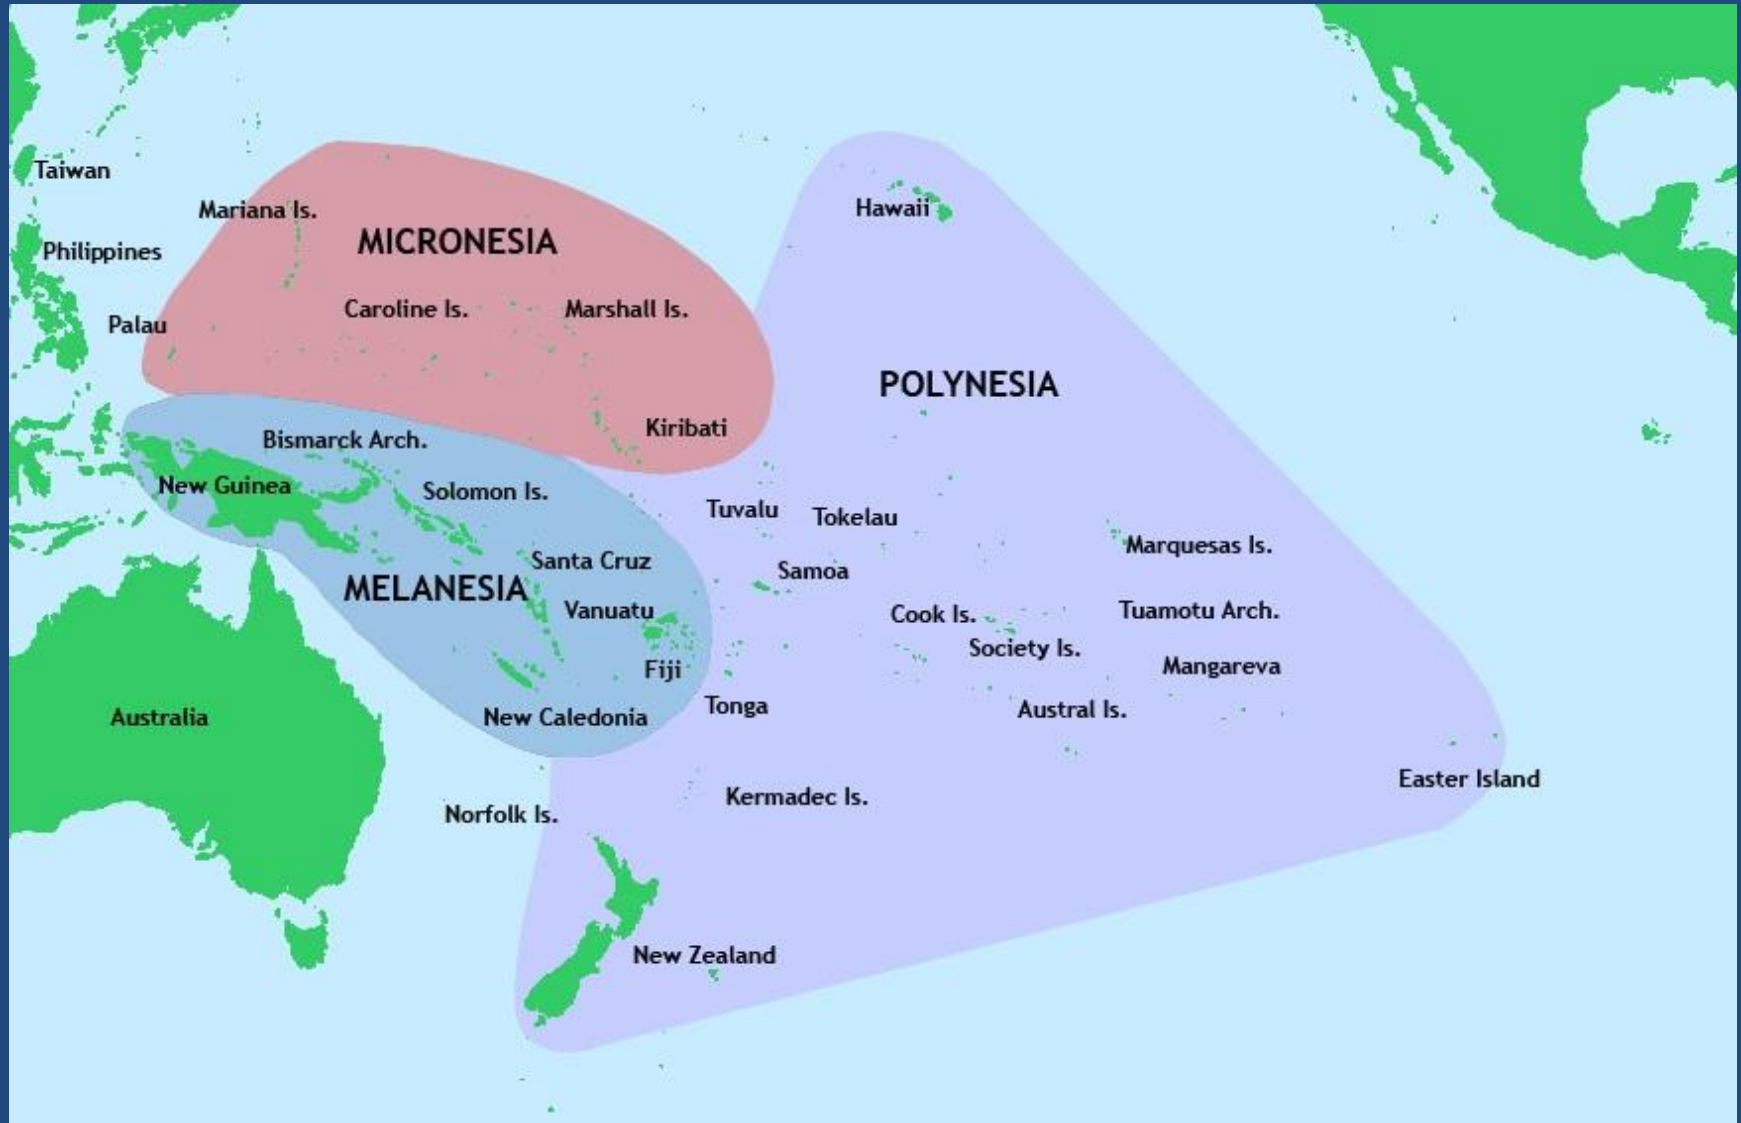 Taiwan
Hawaii
Mariana Is.
MICRONESIA
Philippines
Caroline Is.
Marshall Is.
Palau
POLYNESIA
Kiribati
Bismarck Arch.
New Guinea
Solomon Is.
Tuvalu
Tokelau
Marquesas Is.
Santa Cruz
Samoa
MELANESIA
Vanuatu
Cook Is.
Tuamotu Arch.
Society Is.
Fiji
Mangareva
Tonga
Austral Is.
Australia
New Caledonia
Easter Island
Kermadec Is.
Norfolk Is.
New Zealand